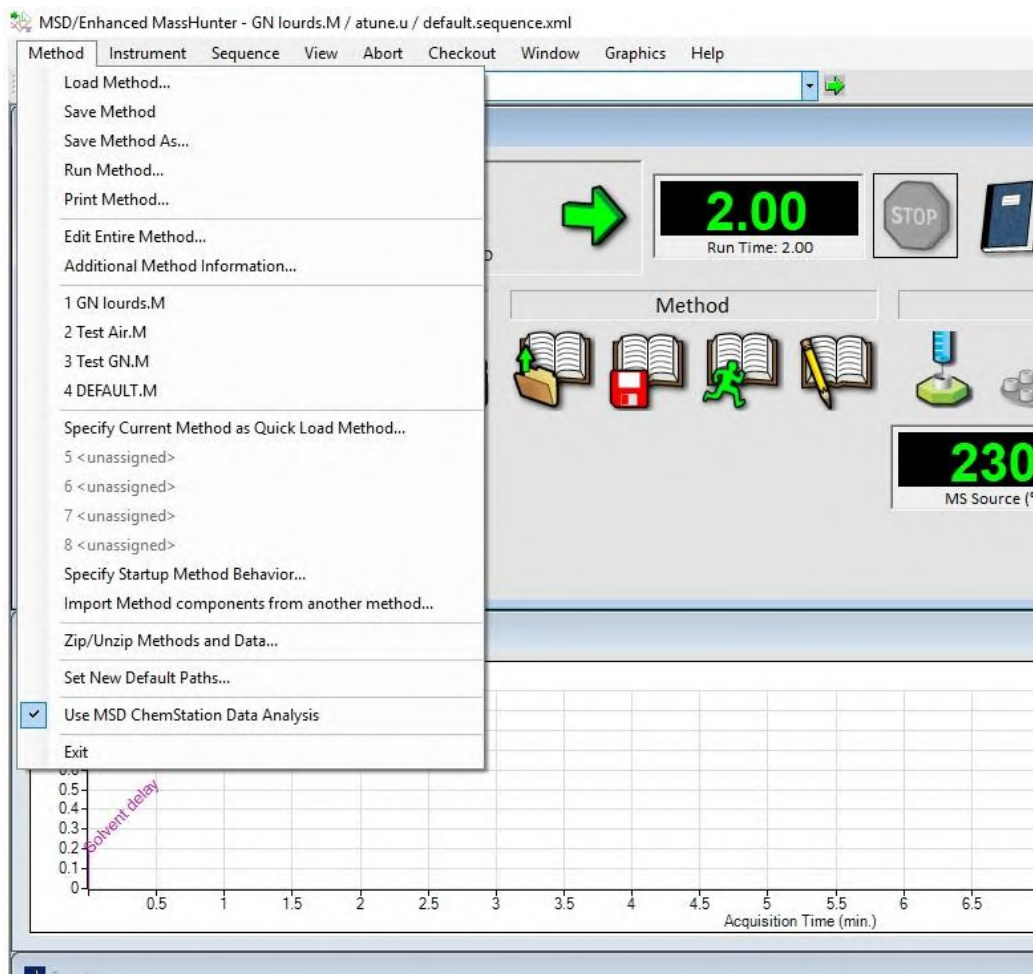 MSD/Enhanced MassHunter - GN lourds.M / atune.u / default.sequence.xml
Method Instrument Sequence View Abort Checkout Window Graphics Help
Load Method...
Save Method
Save Method As...
Run Method...
Print Method...
Edit Entire Method...
Additional Method Information...
1 GN lourds.M
2 Test Air.M
3 Test GN.M
4 DEFAULT.M
Specify Current Method as Quick Load Method...
5 <unassigned>
6 <unassigned>
7 <unassigned>
8 <unassigned>
Specify Startup Method Behavior...
Import Method components from another method...
Zip/Unzip Methods and Data...
Set New Default Paths...
Use MSD ChemStation Data Analysis
Exit
2.00
Run Time: 2.00
STOP
Method
230
MS Source (°
Solvent delay
0.5
0.4
0.3
0.2
0.1
0
0.5 1 1.5 2 2.5 3 3.5 4 4.5 5 5.5 6 6.5
Acquisition Time (min.)